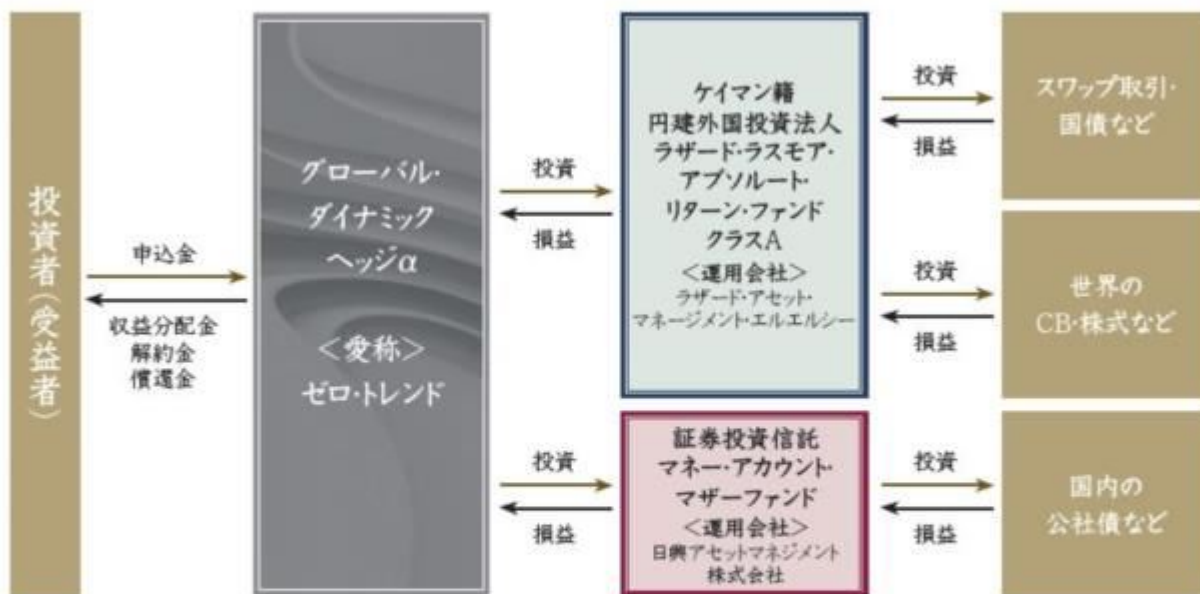 投資者(受益者)
申込金
収益分配金
解約金
償還金
グローバル・
ダイナミック
ヘッジα
＜愛称＞
ゼロ・トレンド
投資
損益
ケイマン籍
円建外国投資法人
ラザード・ラスモア・
アブソルート・
リターン・ファンド
クラスA
＜運用会社＞
ラザード・アセット・
マネージメント・エルエルシー
投資
損益
スワップ取引・
国債など
投資
損益
世界の
CB・株式など
投資
損益
証券投資信託
マネー・アカウント・
マザーファンド
＜運用会社＞
日興アセットマネジメント
株式会社
投資
損益
国内の
公社債など